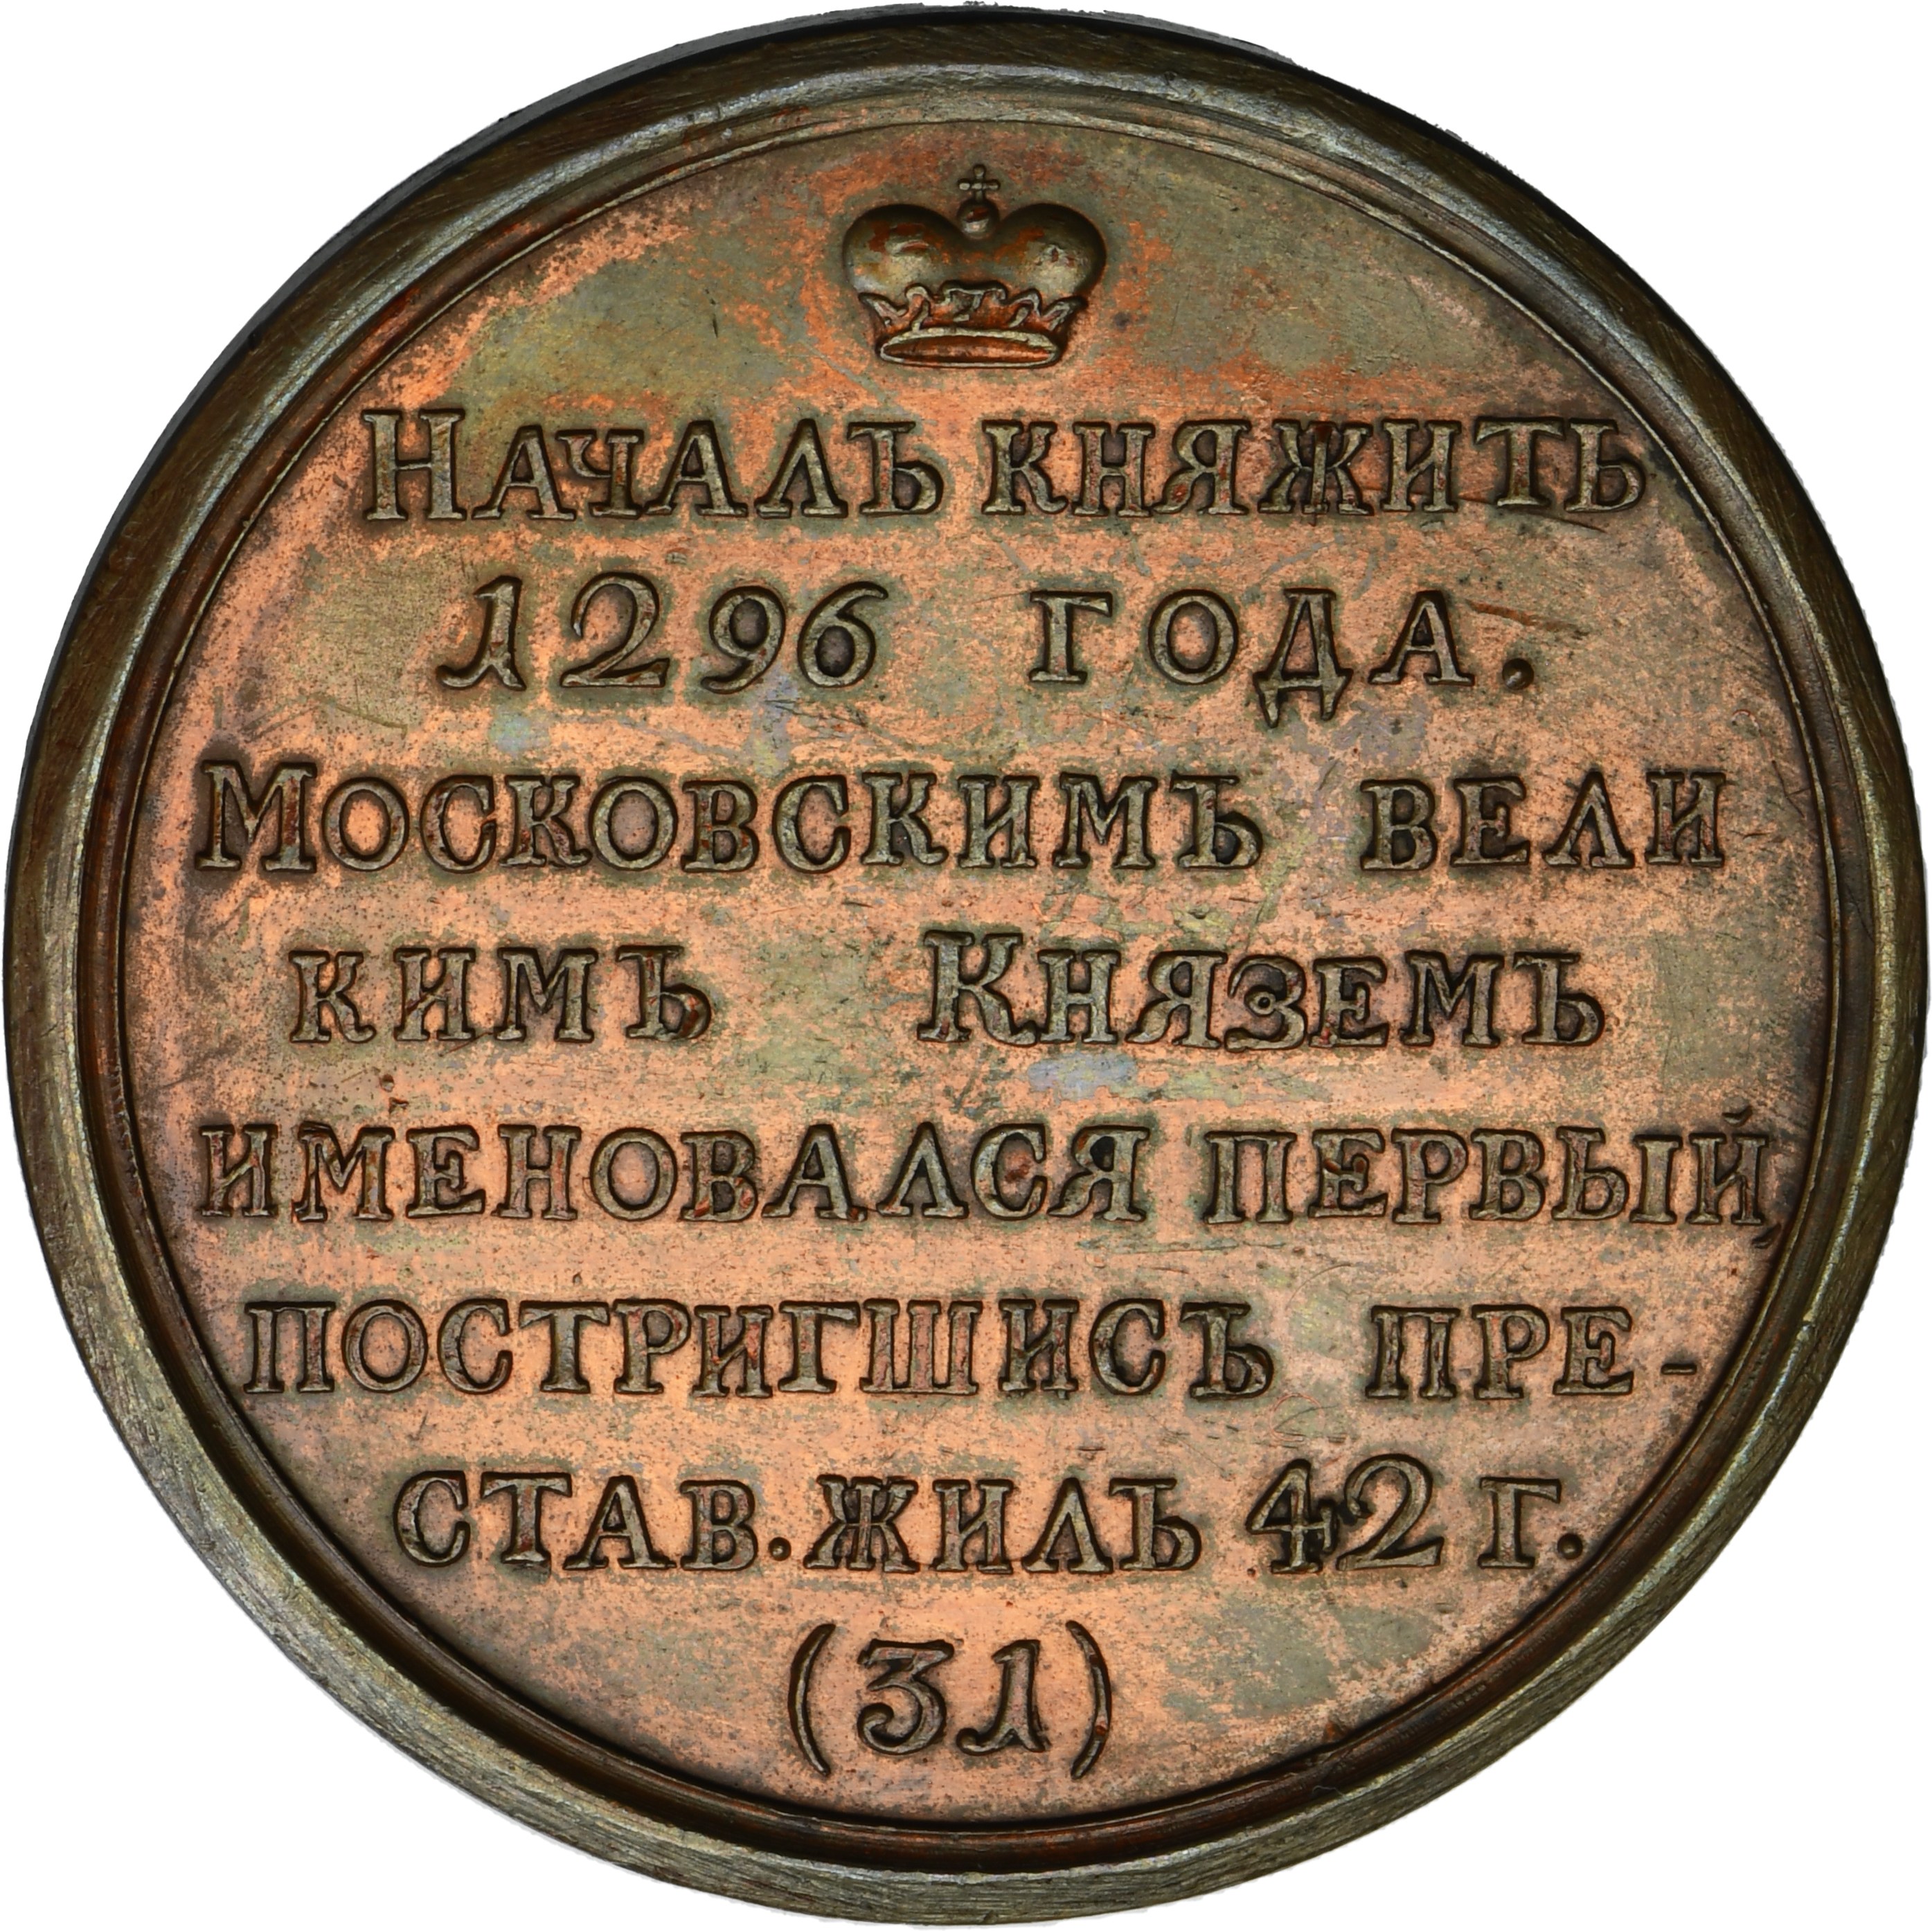 Началъ княжить
1296 года.
Московскимъ вели
кимъ Княземъ
именовался первый,
постригшись пре-
став. жилъ 42 г.
(31)